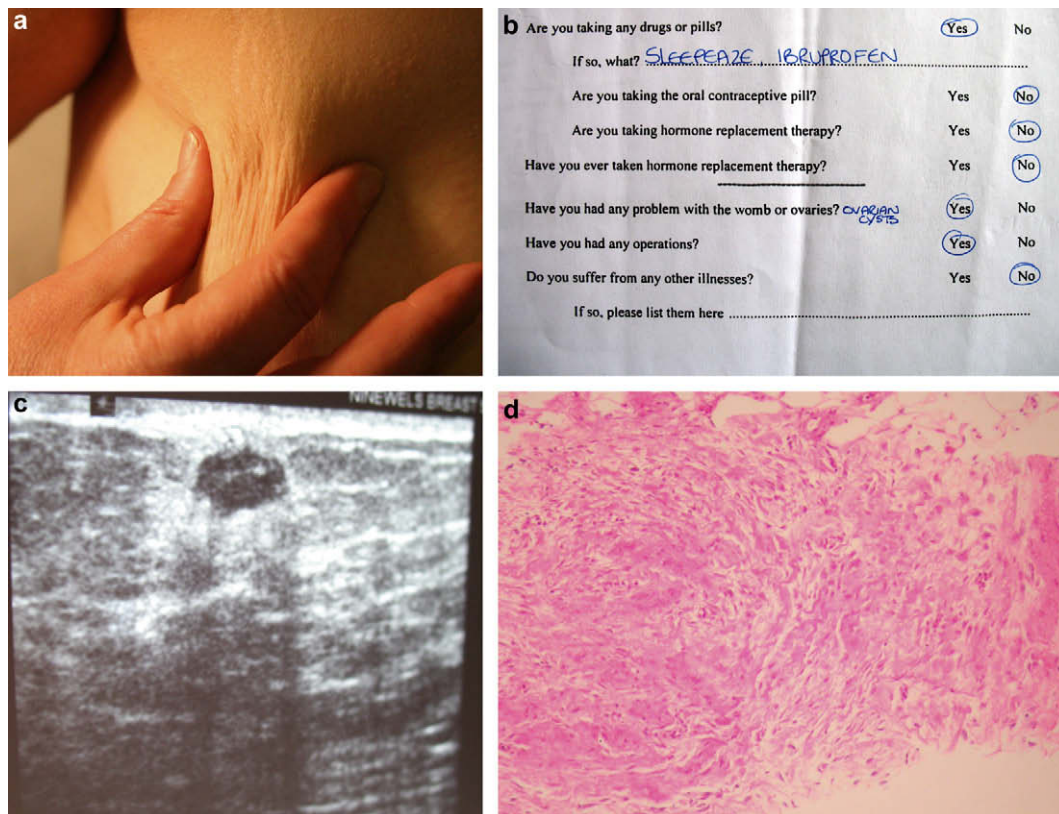 a
b
Are you taking any drugs or pills? Yes No
If so, what? SLEEPEAZE, IBRUPROFEN
Are you taking the oral contraceptive pill? Yes No
Are you taking hormone replacement therapy? Yes No
Have you ever taken hormone replacement therapy? Yes No
Have you had any problem with the womb or ovaries? OVARIAN CYSTS Yes No
Have you had any operations? Yes No
Do you suffer from any other illnesses? Yes No
If so, please list them here
c
NINEWELS BREAST
d